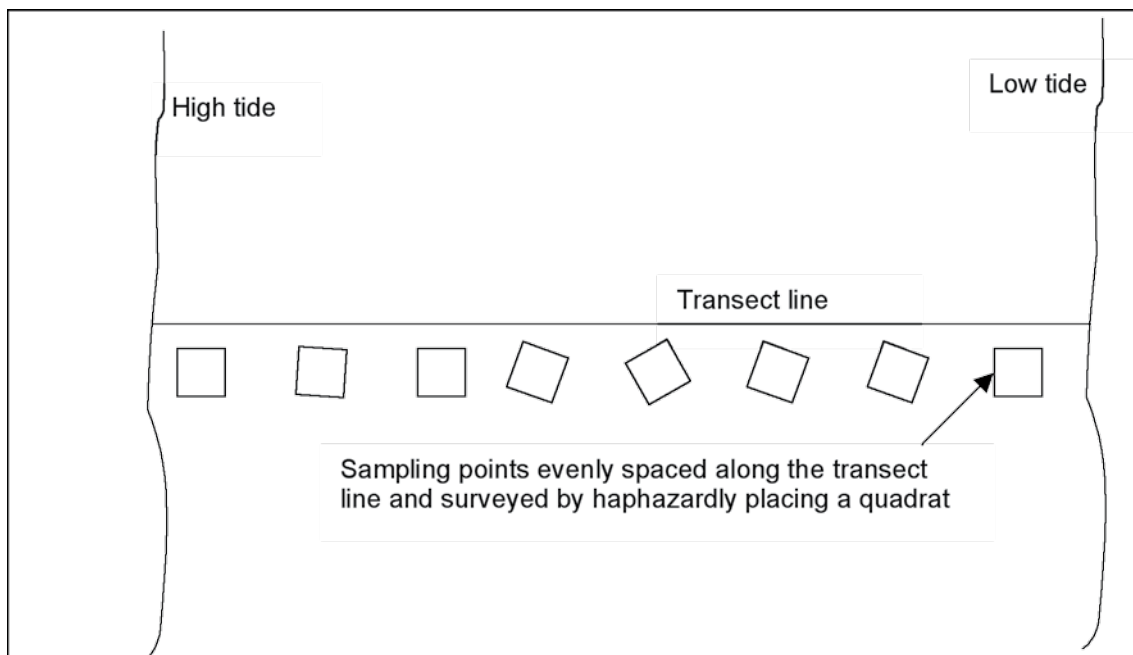 High tide
Low tide
Transect line
Sampling points evenly spaced along the transect
line and surveyed by haphazardly placing a quadrat